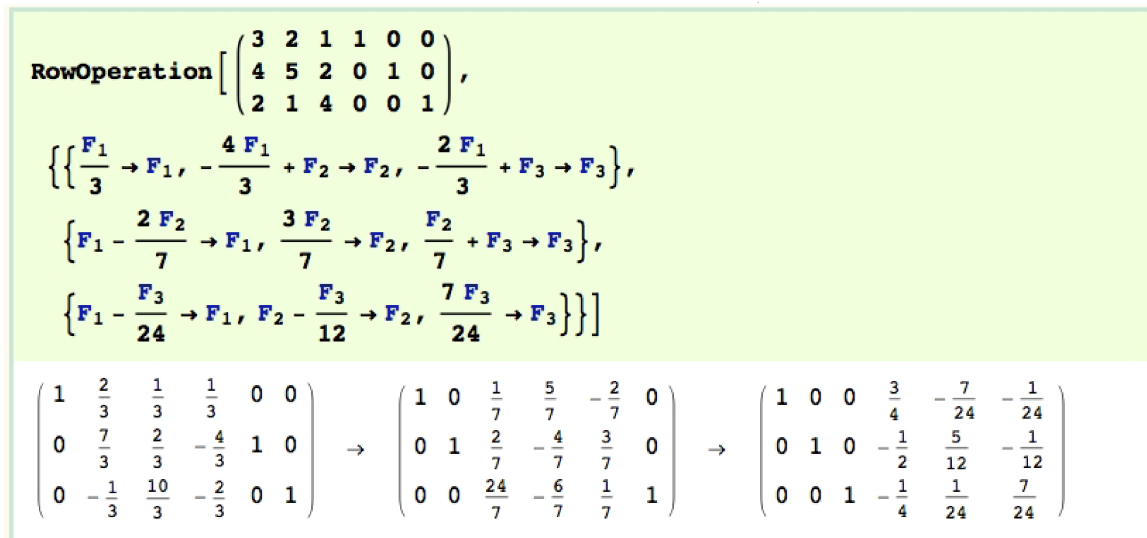 RowOperation[(3 2 1 1 0 0
4 5 2 0 1 0
2 1 4 0 0 1),
{{F₁/3 → F₁, - 4 F₁/3 + F₂ → F₂, - 2 F₁/3 + F₃ → F₃},
{F₁ - 2 F₂/7 → F₁, 3 F₂/7 → F₂, F₂/7 + F₃ → F₃},
{F₁ - F₃/24 → F₁, F₂ - F₃/12 → F₂, 7 F₃/24 → F₃}}]
(1 2/3 1/3 1/3 0 0
0 7/3 2/3 -4/3 1 0
0 -1/3 10/3 -2/3 0 1)
→
(1 0 1/7 5/7 -2/7 0
0 1 2/7 -4/7 3/7 0
0 0 24/7 -6/7 1/7 1)
→
(1 0 0 3/4 -7/24 -1/24
0 1 0 -1/2 5/12 -1/12
0 0 1 -1/4 1/24 7/24)